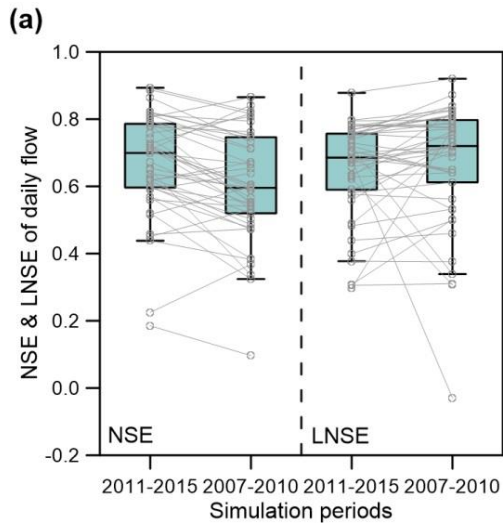 (a)
NSE & LNSE of daily flow
1.0
0.8
0.6
0.4
0.2
0.0
-0.2
NSE
LNSE
2011-2015 2007-2010 2011-2015 2007-2010
Simulation periods